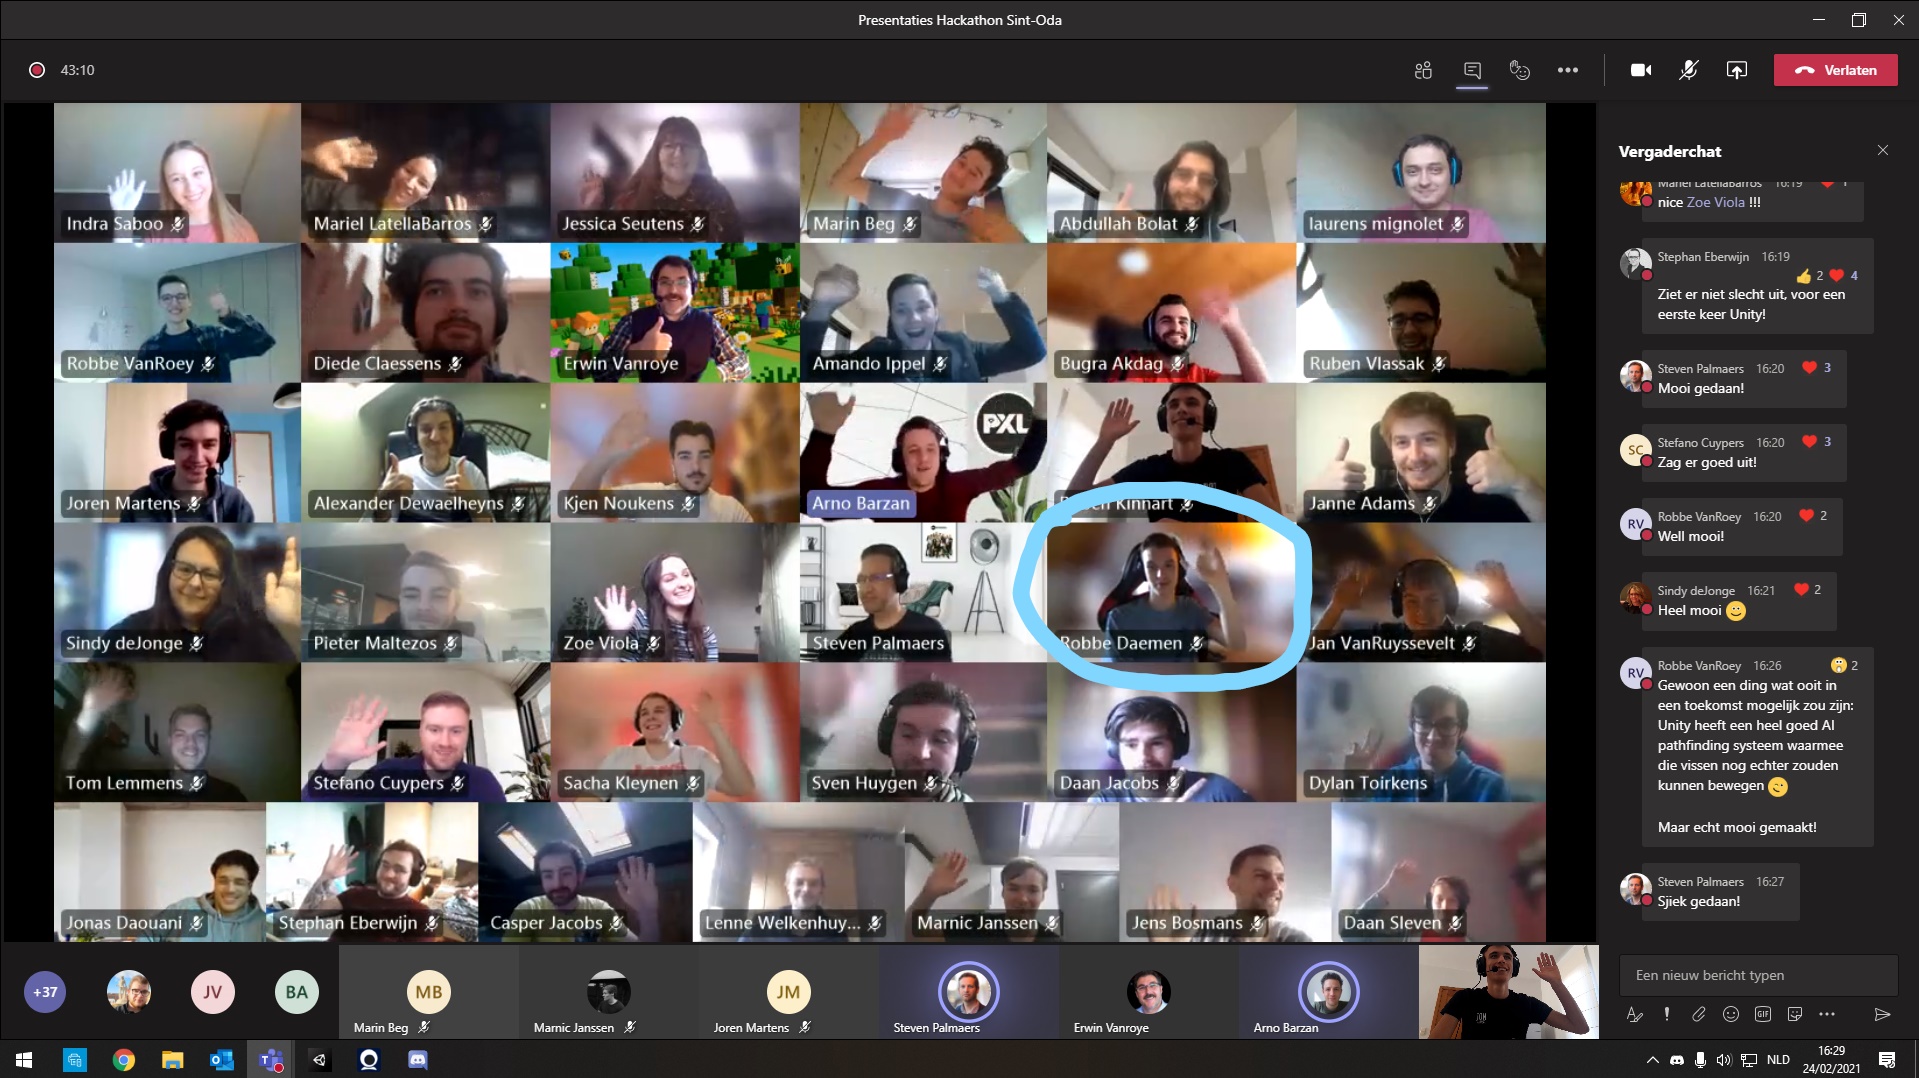 Presentaties Hackathon Sint-Oda
43:10
Verlaten
Indra Saboo
Mariel LatellaBarros
Jessica Seutens
Marin Beg
Abdullah Bolat
laurens mignolet
Robbe VanRoey
Diede Claessens
Erwin Vanroye
Amando Ippel
Bugra Akdag
Ruben Vlassak
PXL
Joren Martens
Alexander Dewaelheyns
Kjen Noukens
Arno Barzan
Kinnart
Janne Adams
Sindy deJonge
Pieter Maltezos
Zoe Viola
Steven Palmaers
Robbe Daemen
Jan VanRuyssevelt
Tom Lemmens
Stefano Cuypers
Sacha Kleynen
Sven Huygen
Daan Jacobs
Dylan Toirkens
Jonas Daouani
Stephan Eberwijn
Casper Jacobs
Lenne Welkenhuy...
Marnic Janssen
Jens Bosmans
Daan Sleven
+37
JV
BA
MB
Marin Beg
Marnic Janssen
JM
Joren Martens
Steven Palmaers
Erwin Vanroye
Arno Barzan
Vergaderchat
Mariel LatellaBarros 16:19 1
nice Zoe Viola !!!
Stephan Eberwijn 16:19
2 4
Ziet er niet slecht uit, voor een
eerste keer Unity!
Steven Palmaers 16:20 3
Mooi gedaan!
SC
Stefano Cuypers 16:20 3
Zag er goed uit!
RV
Robbe VanRoey 16:20 2
Well mooi!
Sindy deJonge 16:21 2
Heel mooi
RV
Robbe VanRoey 16:26 2
Gewoon een ding wat ooit in
een toekomst mogelijk zou zijn:
Unity heeft een heel goed AI
pathfinding systeem waarmee
die vissen nog echter zouden
kunnen bewegen
Maar echt mooi gemaakt!
Steven Palmaers 16:27
Sjiek gedaan!
Een nieuw bericht typen
GIF
NLD
16:29
24/02/2021